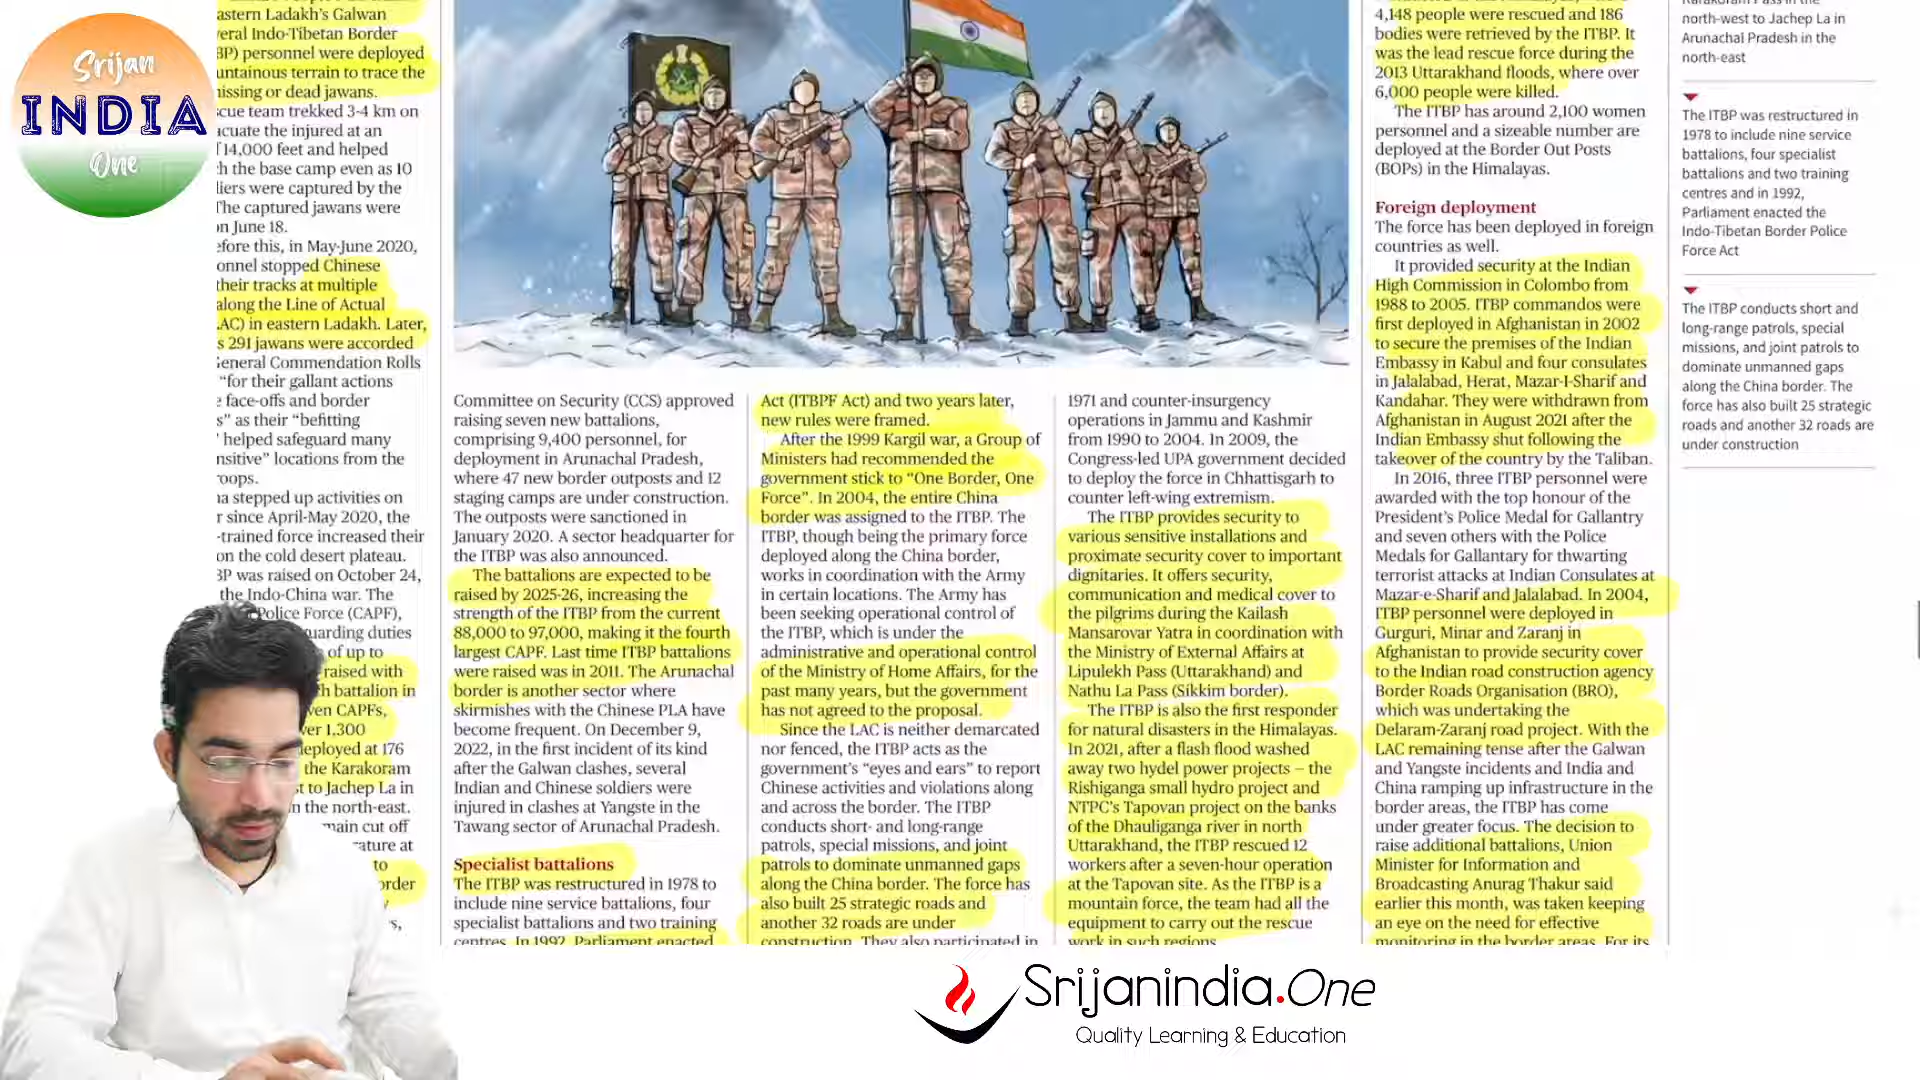 Srijan
INDIA
One
astern Ladakh's Galwan
veral Indo-Tibetan Border
BP) personnel were deployed
untainous terrain to trace the
nissing or dead jawans.
scue team trekked 3-4 km on
acuate the injured at an
f 14,000 feet and helped
h the base camp even as 10
liers were captured by the
The captured jawans were
n June 18.
efore this, in May-June 2020,
onnel stopped Chinese
their tracks at multiple
along the Line of Actual
AC) in eastern Ladakh. Later,
s 291 jawans were accorded
General Commendation Rolls
"for their gallant actions
e face-offs and border
s" as their "befitting
' helped safeguard many
nsitive" locations from the
roops.
na stepped up activities on
r since April-May 2020, the
-trained force increased their
on the cold desert plateau.
BP was raised on October 24,
the Indo-China war. The
Police Force (CAPF),
uarding duties
of up to
raised with
h battalion in
ven CAPFs,
ver 1,300
eployed at 176
the Karakoram
st to Jachep La in
n the north-east.
main cut off
rature at
to
order
s,
Committee on Security (CCS) approved
raising seven new battalions,
comprising 9,400 personnel, for
deployment in Arunachal Pradesh,
where 47 new border outposts and 12
staging camps are under construction.
The outposts were sanctioned in
January 2020. A sector headquarter for
the ITBP was also announced.
The battalions are expected to be
raised by 2025-26, increasing the
strength of the ITBP from the current
88,000 to 97,000, making it the fourth
largest CAPF. Last time ITBP battalions
were raised was in 2011. The Arunachal
border is another sector where
skirmishes with the Chinese PLA have
become frequent. On December 9,
2022, in the first incident of its kind
after the Galwan clashes, several
Indian and Chinese soldiers were
injured in clashes at Yangste in the
Tawang sector of Arunachal Pradesh.
Specialist battalions
The ITBP was restructured in 1978 to
include nine service battalions, four
specialist battalions and two training
centres. In 1992, Parliament enacted
Act (ITBPF Act) and two years later,
new rules were framed.
After the 1999 Kargil war, a Group of
Ministers had recommended the
government stick to "One Border, One
Force". In 2004, the entire China
border was assigned to the ITBP. The
ITBP, though being the primary force
deployed along the China border,
works in coordination with the Army
in certain locations. The Army has
been seeking operational control of
the ITBP, which is under the
administrative and operational control
of the Ministry of Home Affairs, for the
past many years, but the government
has not agreed to the proposal.
Since the LAC is neither demarcated
nor fenced, the ITBP acts as the
government's "eyes and ears" to report
Chinese activities and violations along
and across the border. The ITBP
conducts short- and long-range
patrols, special missions, and joint
patrols to dominate unmanned gaps
along the China border. The force has
also built 25 strategic roads and
another 32 roads are under
construction. They also participated in
1971 and counter-insurgency
operations in Jammu and Kashmir
from 1990 to 2004. In 2009, the
Congress-led UPA government decided
to deploy the force in Chhattisgarh to
counter left-wing extremism.
The ITBP provides security to
various sensitive installations and
proximate security cover to important
dignitaries. It offers security,
communication and medical cover to
the pilgrims during the Kailash
Mansarovar Yatra in coordination with
the Ministry of External Affairs at
Lipulekh Pass (Uttarakhand) and
Nathu La Pass (Sikkim border).
The ITBP is also the first responder
for natural disasters in the Himalayas.
In 2021, after a flash flood washed
away two hydel power projects – the
Rishiganga small hydro project and
NTPC's Tapovan project on the banks
of the Dhauliganga river in north
Uttarakhand, the ITBP rescued 12
workers after a seven-hour operation
at the Tapovan site. As the ITBP is a
mountain force, the team had all the
equipment to carry out the rescue
work in such regions.
4,148 people were rescued and 186
bodies were retrieved by the ITBP. It
was the lead rescue force during the
2013 Uttarakhand floods, where over
6,000 people were killed.
The ITBP has around 2,100 women
personnel and a sizeable number are
deployed at the Border Out Posts
(BOPs) in the Himalayas.
Foreign deployment
The force has been deployed in foreign
countries as well.
It provided security at the Indian
High Commission in Colombo from
1988 to 2005. ITBP commandos were
first deployed in Afghanistan in 2002
to secure the premises of the Indian
Embassy in Kabul and four consulates
in Jalalabad, Herat, Mazar-I-Sharif and
Kandahar. They were withdrawn from
Afghanistan in August 2021 after the
Indian Embassy shut following the
takeover of the country by the Taliban.
In 2016, three ITBP personnel were
awarded with the top honour of the
President's Police Medal for Gallantry
and seven others with the Police
Medals for Gallantary for thwarting
terrorist attacks at Indian Consulates at
Mazar-e-Sharif and Jalalabad. In 2004,
ITBP personnel were deployed in
Gurguri, Minar and Zaranj in
Afghanistan to provide security cover
to the Indian road construction agency
Border Roads Organisation (BRO),
which was undertaking the
Delaram-Zaranj road project. With the
LAC remaining tense after the Galwan
and Yangste incidents and India and
China ramping up infrastructure in the
border areas, the ITBP has come
under greater focus. The decision to
raise additional battalions, Union
Minister for Information and
Broadcasting Anurag Thakur said
earlier this month, was taken keeping
an eye on the need for effective
monitoring in the border areas. For its
north-west to Jachep La in
Arunachal Pradesh in the
north-east
The ITBP was restructured in
1978 to include nine service
battalions, four specialist
battalions and two training
centres and in 1992,
Parliament enacted the
Indo-Tibetan Border Police
Force Act
The ITBP conducts short and
long-range patrols, special
missions, and joint patrols to
dominate unmanned gaps
along the China border. The
force has also built 25 strategic
roads and another 32 roads are
under construction
Srijanindia.One
Quality Learning & Education